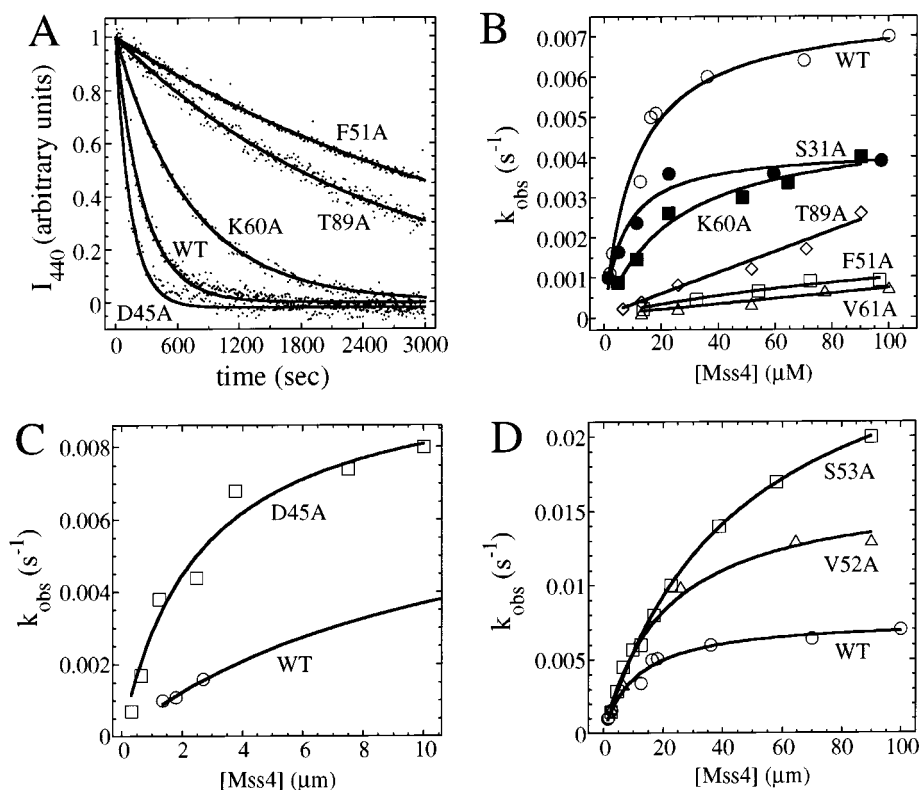 A
I440 (arbitrary units)
1
0.8
0.6
0.4
0.2
0
F51A
T89A
K60A
WT
D45A
0 600 1200 1800 2400 3000
time (sec)
B
kobs (s-1)
0.007
0.006
0.005
0.004
0.003
0.002
0.001
0
WT
S31A
K60A
T89A
F51A
V61A
0 20 40 60 80 100
[Mss4] (μM)
C
kobs (s-1)
0.008
0.006
0.004
0.002
0
D45A
WT
0 2 4 6 8 10
[Mss4] (μm)
D
kobs (s-1)
0.02
0.015
0.01
0.005
0
S53A
V52A
WT
0 20 40 60 80 100
[Mss4] (μm)